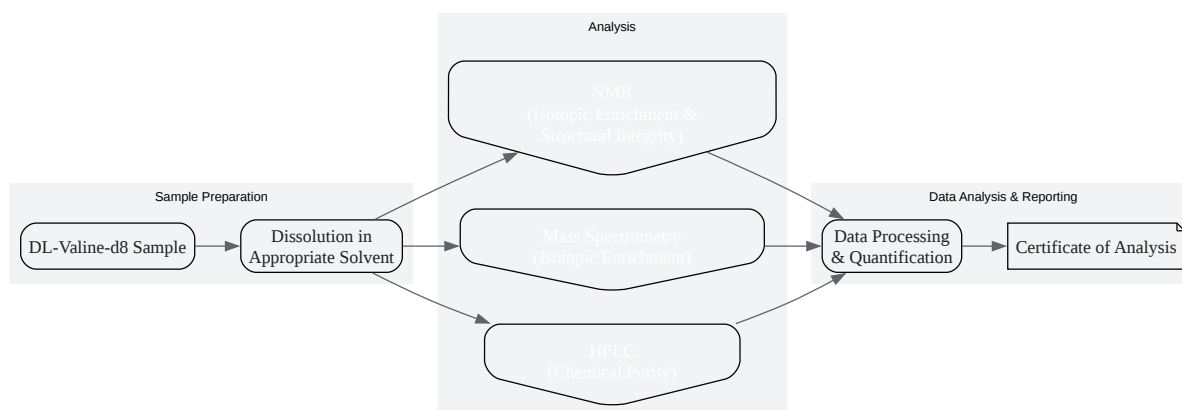 Analysis
NMR
(Isotopic Enrichment &
Structural Integrity)
Sample Preparation
DL-Valine-d8 Sample
Dissolution in
Appropriate Solvent
Mass Spectrometry
(Isotopic Enrichment)
HPLC
(Chemical Purity)
Data Analysis & Reporting
Data Processing
& Quantification
Certificate of Analysis